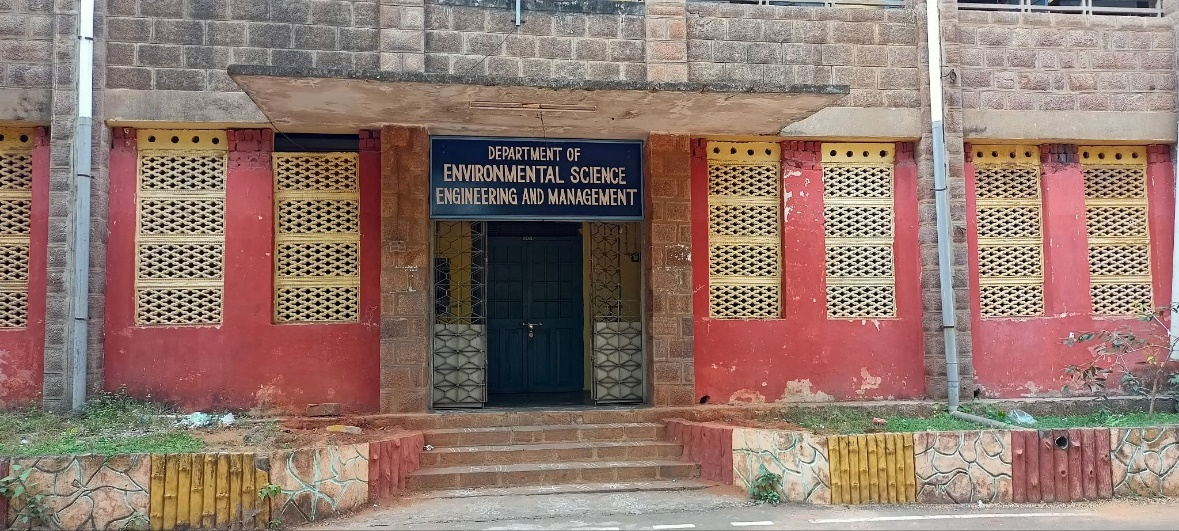 DEPARTMENT OF
ENVIRONMENTAL SCIENCE
ENGINEERING AND MANAGEMENT